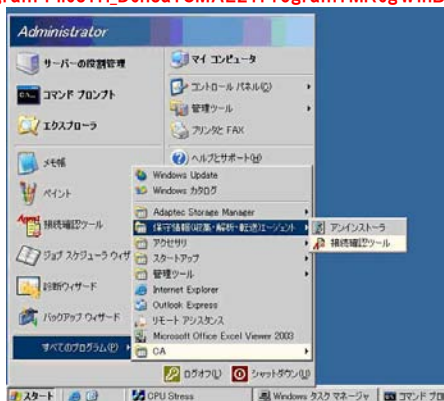 Administrator
サーバーの役割管理
コマンド プロンプト
エクスプローラ
メモ帳
ペイント
接続確認ツール
ジョブ スケジューラ ウィザ
診断ウィザード
バックアップ ウィザード
すべてのプログラム(P)
マイ コンピュータ
コントロール パネル(C)
管理ツール
プリンタと FAX
ヘルプとサポート(H)
Windows Update
Windows カタログ
Adaptec Storage Manager
保守情報(収集・解析・転送)エージェント
アクセサリ
スタートアップ
管理ツール
Internet Explorer
Outlook Express
リモート アシスタンス
Microsoft Office Excel Viewer 2003
CA
アンインストーラ
接続確認ツール
ログオフ(L)
シャットダウン(U)
スタート
CPU Stress
Windows タスク マネージャ
コマンド プロ